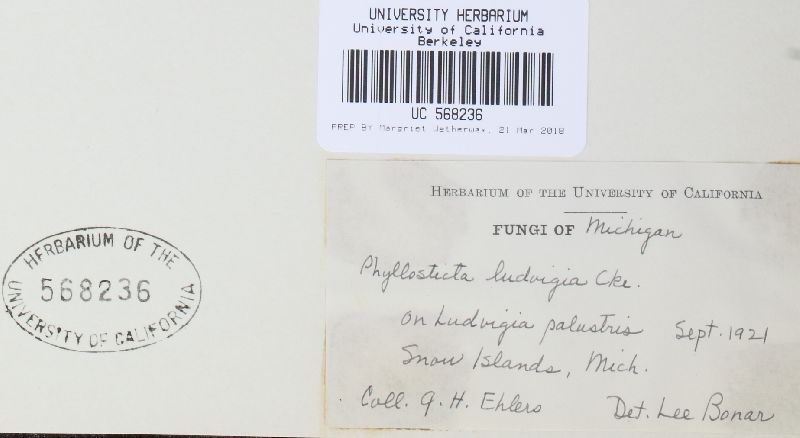 UNIVERSITY HERBARIUM
University of California
Berkeley
UC 568236
PREP BY Margriet Wetherwax, 21 Mar 2018
HERBARIUM OF THE UNIVERSITY OF CALIFORNIA
FUNGI OF Michigan
Phyllosticta ludvigia Cke.
on Ludvigia palustris Sept. 1921
Snow Islands, Mich.
Coll. G. H. Ehlers Det. Lee Bonar
HERBARIUM OF THE
568236
UNIVERSITY OF CALIFORNIA